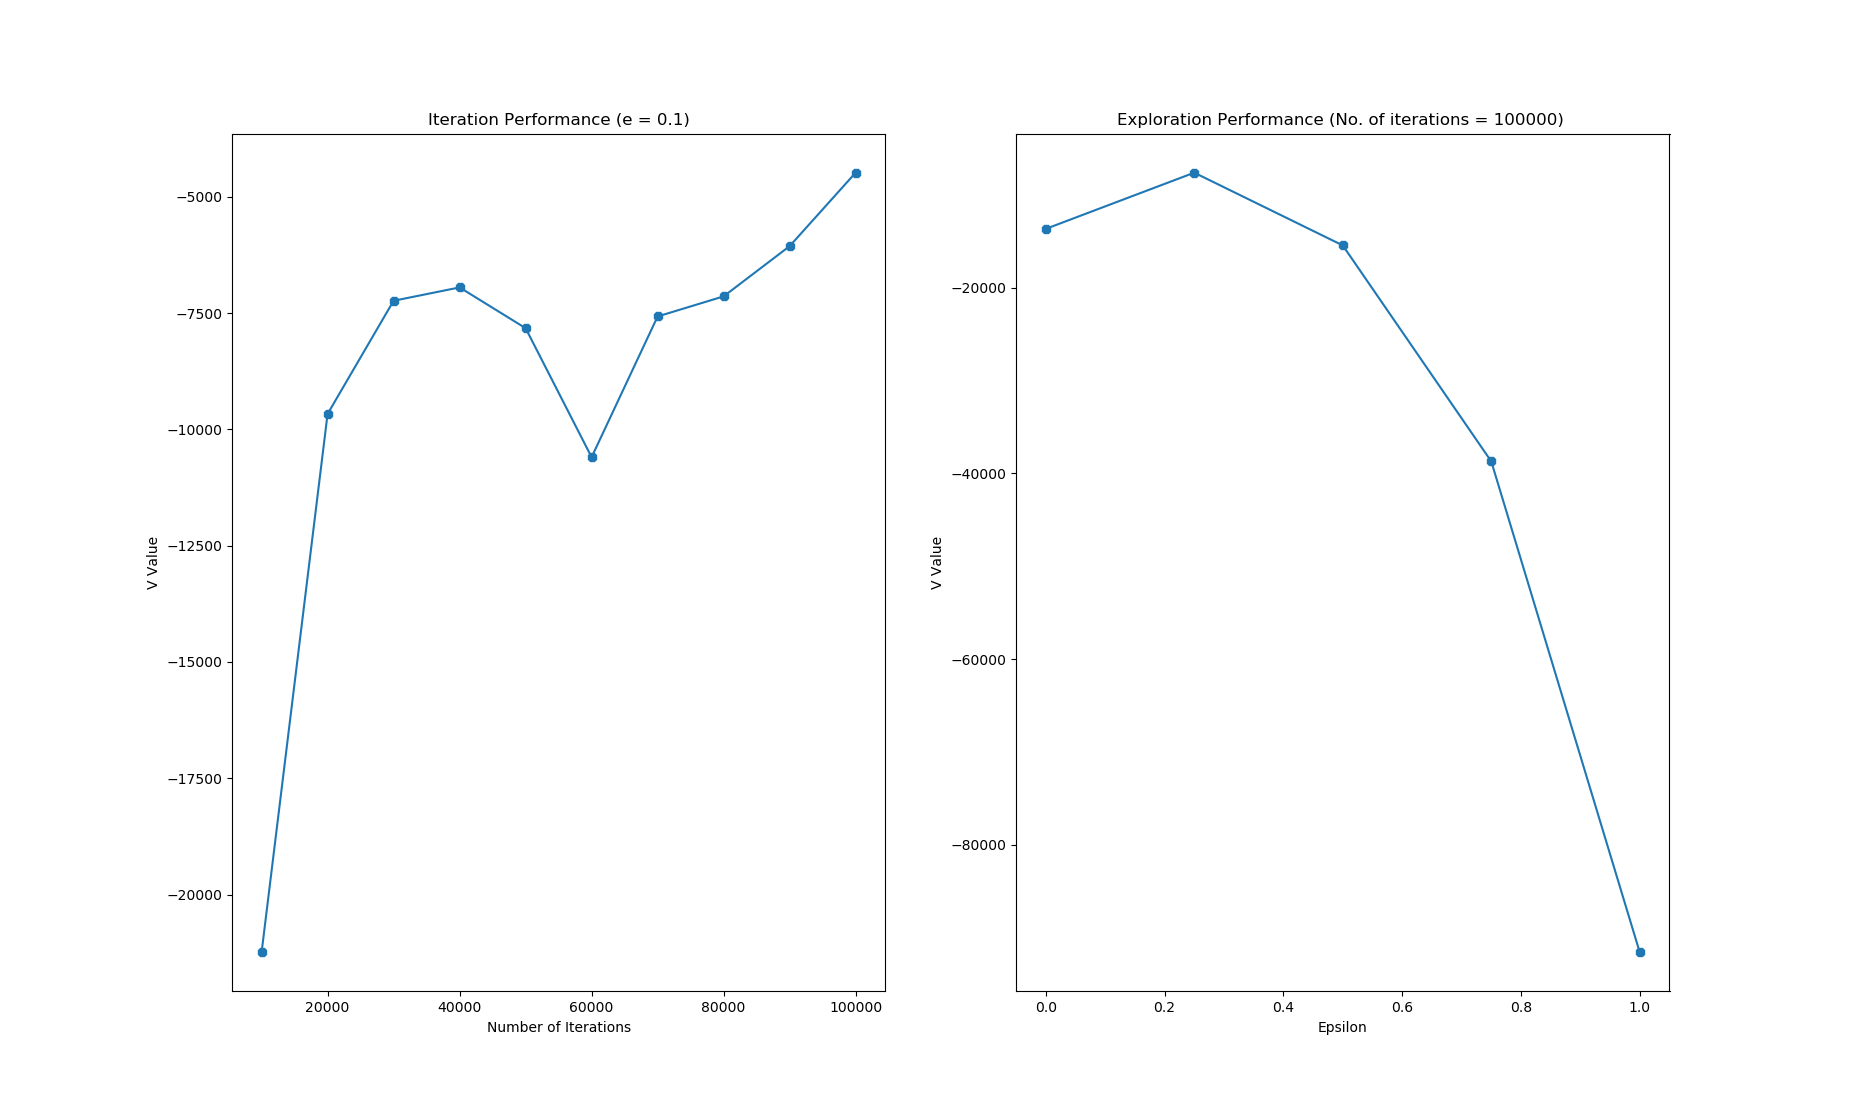 Iteration Performance (e = 0.1)
−5000
−7500
−10000
−12500
−15000
−17500
−20000
V Value
20000 40000 60000 80000 100000
Number of Iterations
Exploration Performance (No. of iterations = 100000)
−20000
−40000
−60000
−80000
V Value
0.0 0.2 0.4 0.6 0.8 1.0
Epsilon